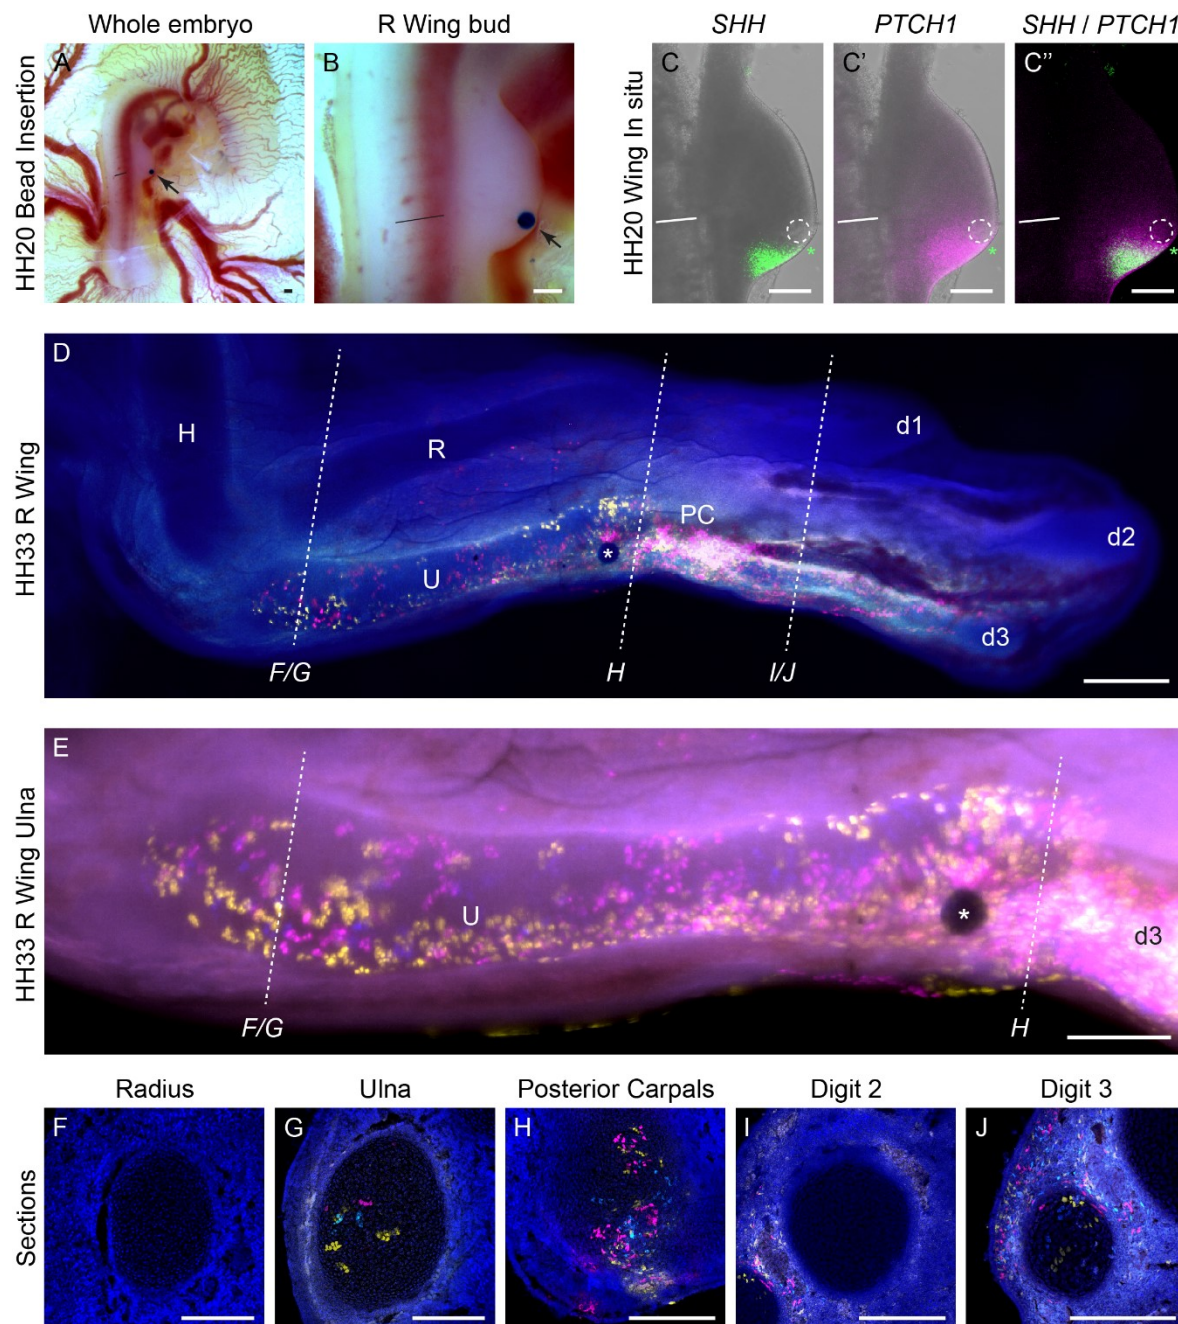 Whole embryo
R Wing bud
SHH
PTCH1
SHH / PTCH1
HH20 Bead Insertion
A
B
HH20 Wing In situ
C
C'
C''
*
*
*
HH33 R Wing
D
H
R
d1
PC
d2
*
U
d3
F/G
H
I/J
HH33 R Wing Ulna
E
U
*
d3
F/G
H
Radius
Ulna
Posterior Carpals
Digit 2
Digit 3
Sections
F
G
H
I
J